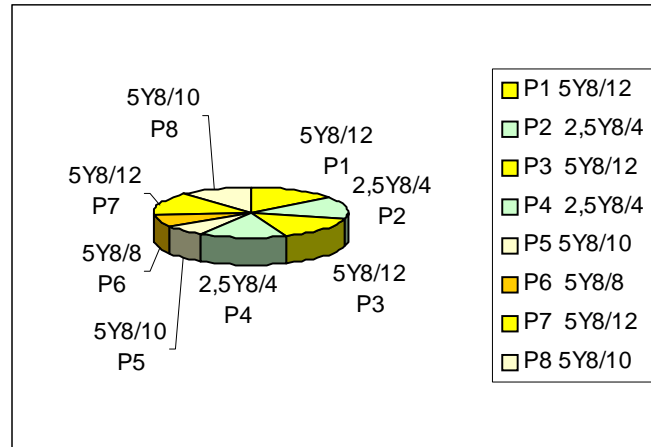 5Y8/10
P8
5Y8/12
P1
2,5Y8/4
P2
5Y8/12
P7
5Y8/8
P6
2,5Y8/4
P4
5Y8/12
P3
5Y8/10
P5
P1 5Y8/12
P2 2,5Y8/4
P3 5Y8/12
P4 2,5Y8/4
P5 5Y8/10
P6 5Y8/8
P7 5Y8/12
P8 5Y8/10